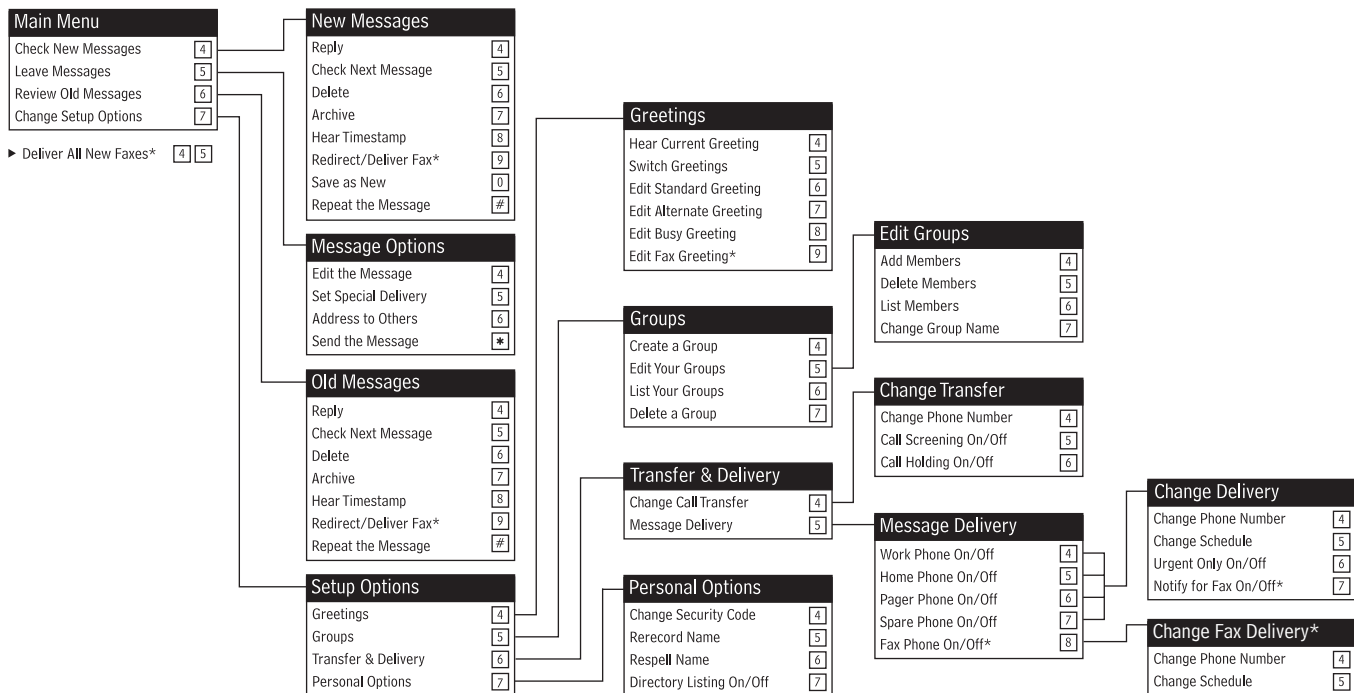 Main Menu
Check New Messages 4
Leave Messages 5
Review Old Messages 6
Change Setup Options 7
▶ Deliver All New Faxes* 4 5
New Messages
Reply 4
Check Next Message 5
Delete 6
Archive 7
Hear Timestamp 8
Redirect/Deliver Fax* 9
Save as New 0
Repeat the Message #
Message Options
Edit the Message 4
Set Special Delivery 5
Address to Others 6
Send the Message *
Old Messages
Reply 4
Check Next Message 5
Delete 6
Archive 7
Hear Timestamp 8
Redirect/Deliver Fax* 9
Repeat the Message #
Setup Options
Greetings 4
Groups 5
Transfer & Delivery 6
Personal Options 7
Greetings
Hear Current Greeting 4
Switch Greetings 5
Edit Standard Greeting 6
Edit Alternate Greeting 7
Edit Busy Greeting 8
Edit Fax Greeting* 9
Groups
Create a Group 4
Edit Your Groups 5
List Your Groups 6
Delete a Group 7
Transfer & Delivery
Change Call Transfer 4
Message Delivery 5
Personal Options
Change Security Code 4
Rerecord Name 5
Respell Name 6
Directory Listing On/Off 7
Edit Groups
Add Members 4
Delete Members 5
List Members 6
Change Group Name 7
Change Transfer
Change Phone Number 4
Call Screening On/Off 5
Call Holding On/Off 6
Message Delivery
Work Phone On/Off 4
Home Phone On/Off 5
Pager Phone On/Off 6
Spare Phone On/Off 7
Fax Phone On/Off* 8
Change Delivery
Change Phone Number 4
Change Schedule 5
Urgent Only On/Off 6
Notify for Fax On/Off* 7
Change Fax Delivery*
Change Phone Number 4
Change Schedule 5